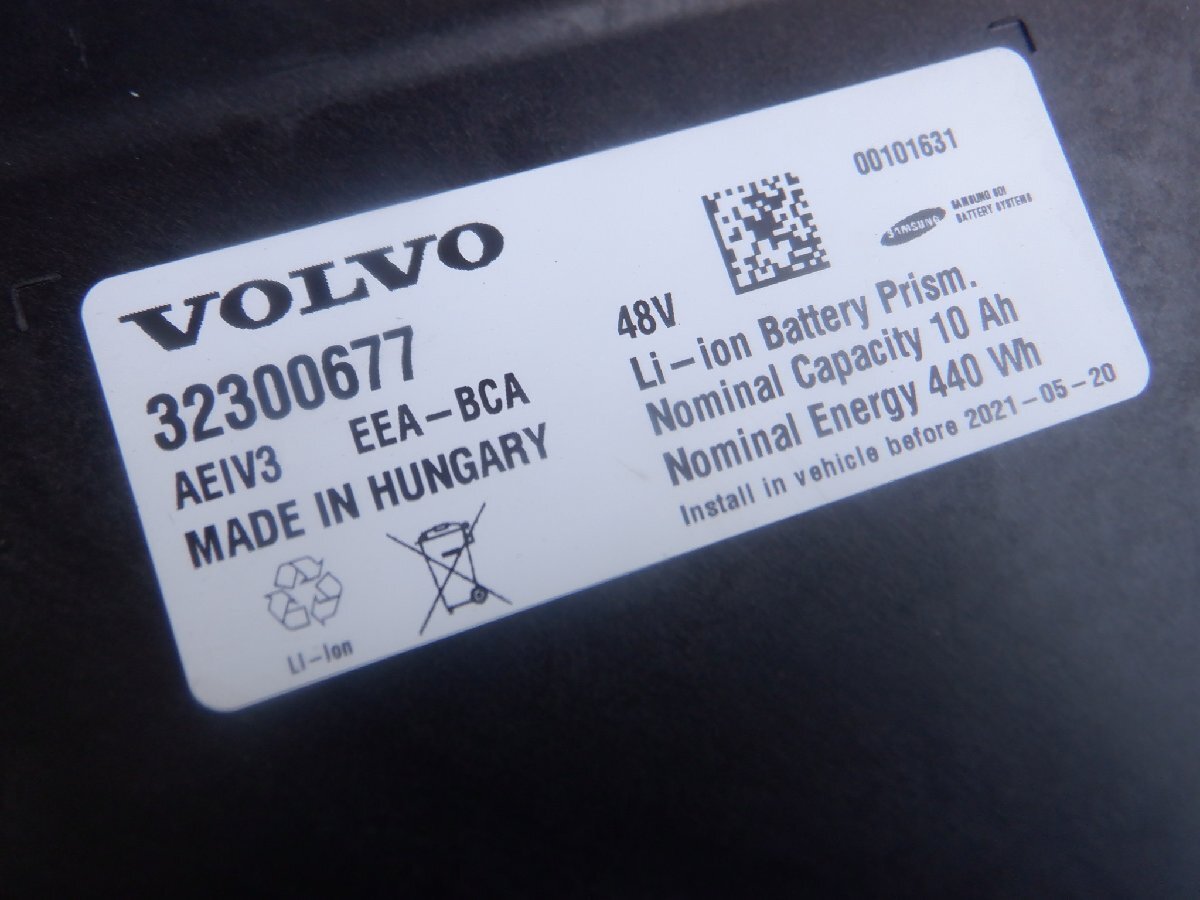 VOLVO
32300677
AEIV3 EEA-BCA
MADE IN HUNGARY
Li-Ion
00101631
SAMSUNG
SAMSUNG SDI
BATTERY SYSTEMS
48V
Li-ion Battery Prism.
Nominal Capacity 10 Ah
Nominal Energy 440 Wh
Install in vehicle before 2021-05-20